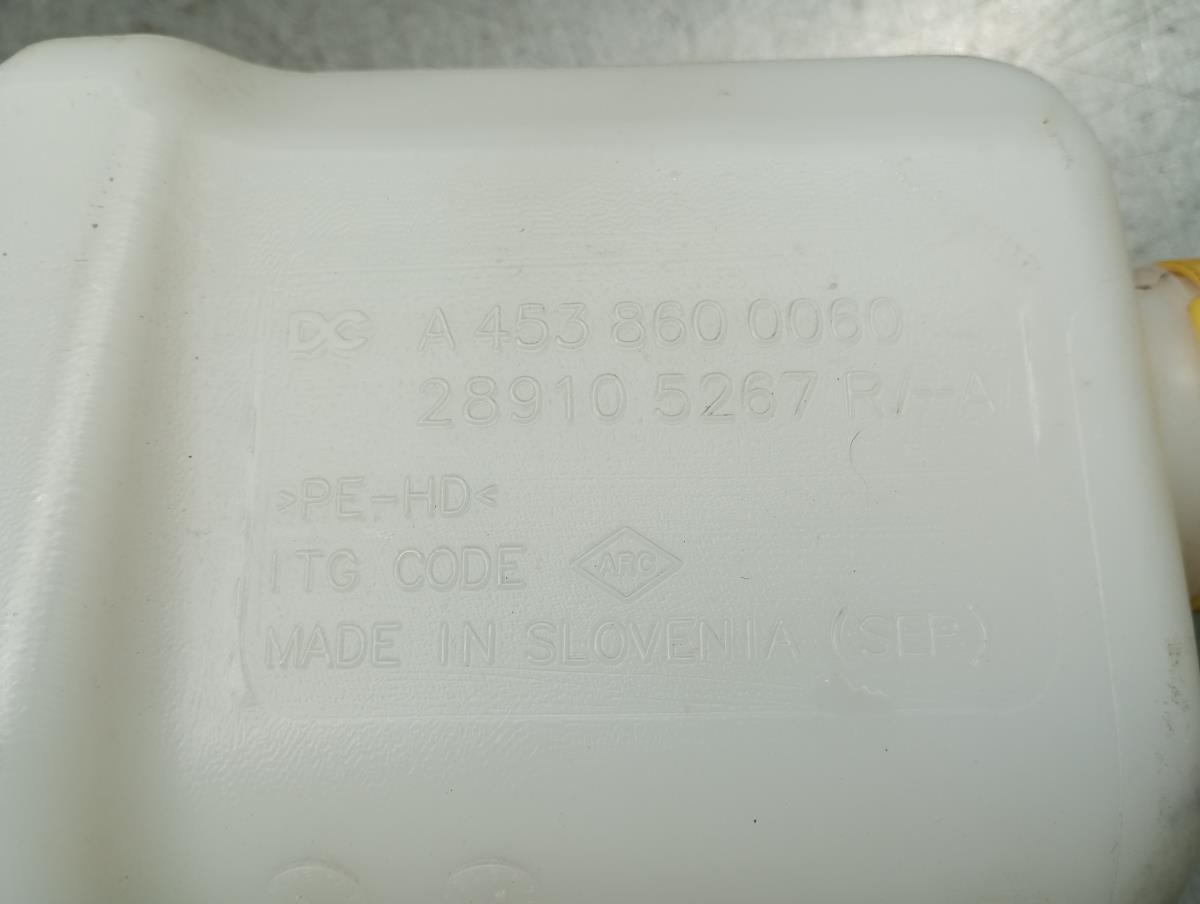 DC A 453 860 0060
28910 5267 R/--A
>PE-HD<
ITG CODE ARC
MADE IN SLOVENIA (SEP)